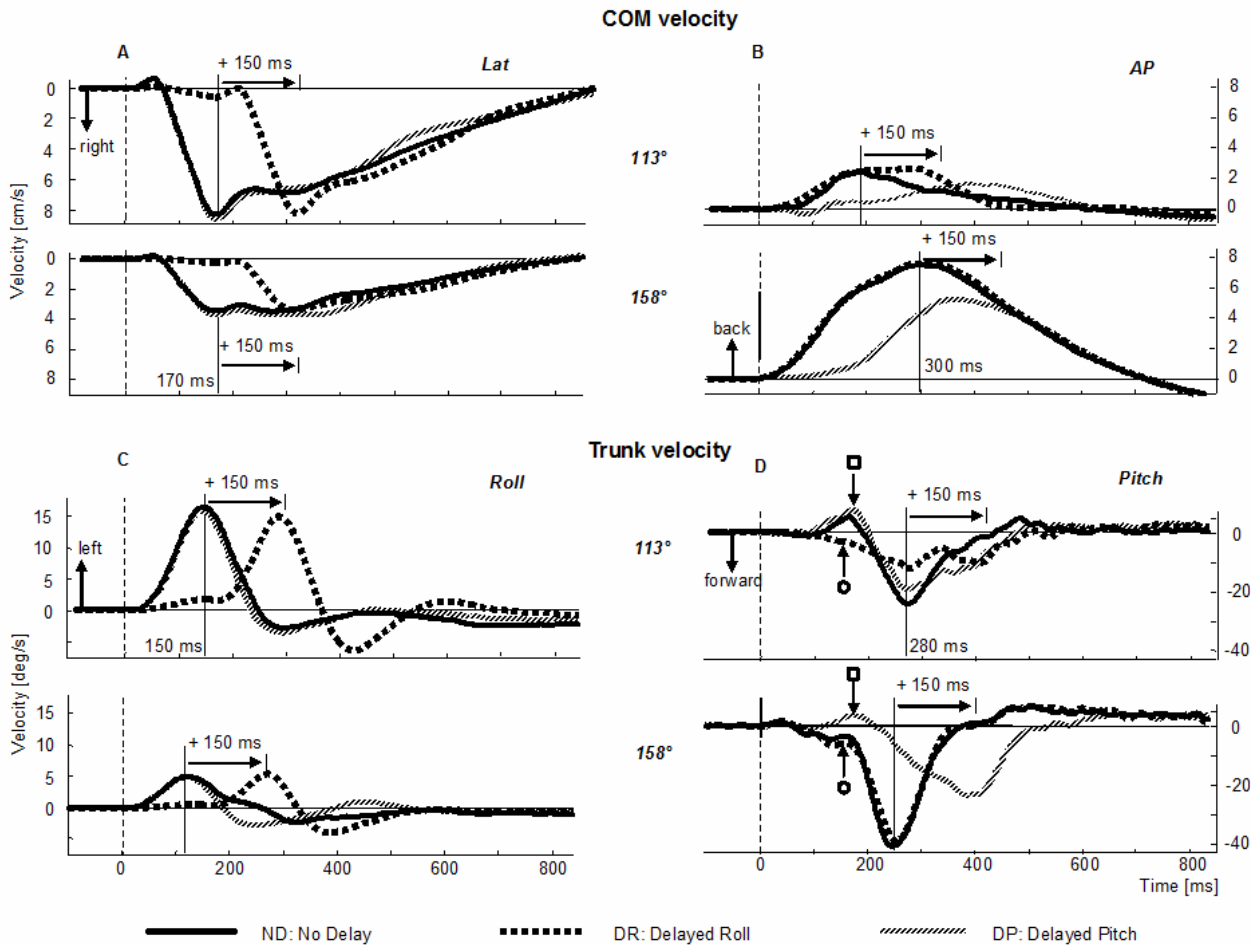 COM velocity
A
+ 150 ms
Lat
0
2
4
6
8
right
113°
0
2
4
6
8
158°
+ 150 ms
170 ms
Velocity [cm/s]
B
AP
+ 150 ms
8
6
4
2
0
+ 150 ms
8
6
4
2
0
back
300 ms
Trunk velocity
C
+ 150 ms
Roll
15
10
5
0
left
113°
150 ms
Velocity [deg/s]
15
10
5
0
+ 150 ms
158°
0
200
400
600
800
D
Pitch
+ 150 ms
0
-20
-40
forward
280 ms
+ 150 ms
0
-20
-40
0
200
400
600
800
Time [ms]
ND: No Delay
DR: Delayed Roll
DP: Delayed Pitch